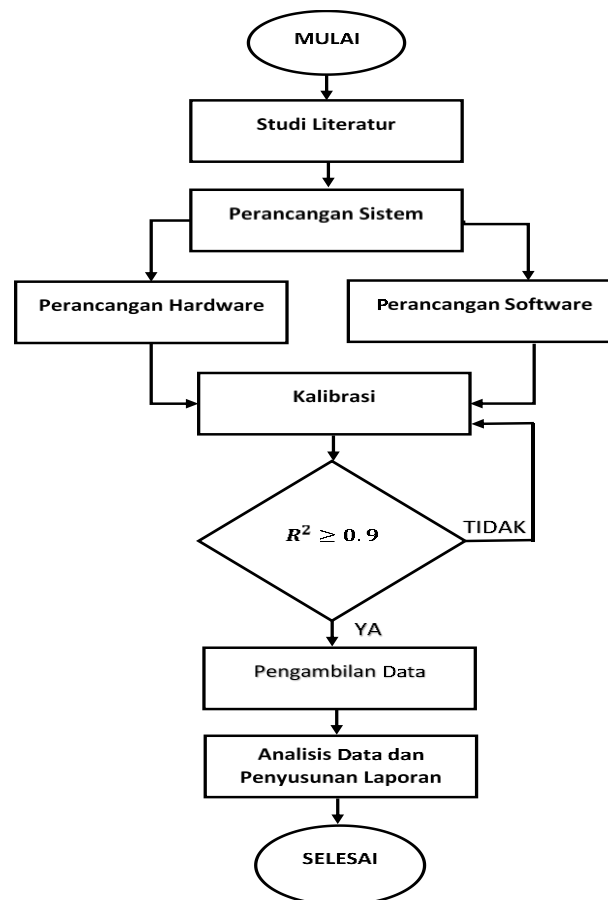 MULAI
Studi Literatur
Perancangan Sistem
Perancangan Hardware
Perancangan Software
Kalibrasi
R² ≥ 0.9
TIDAK
YA
Pengambilan Data
Analisis Data dan
Penyusunan Laporan
SELESAI